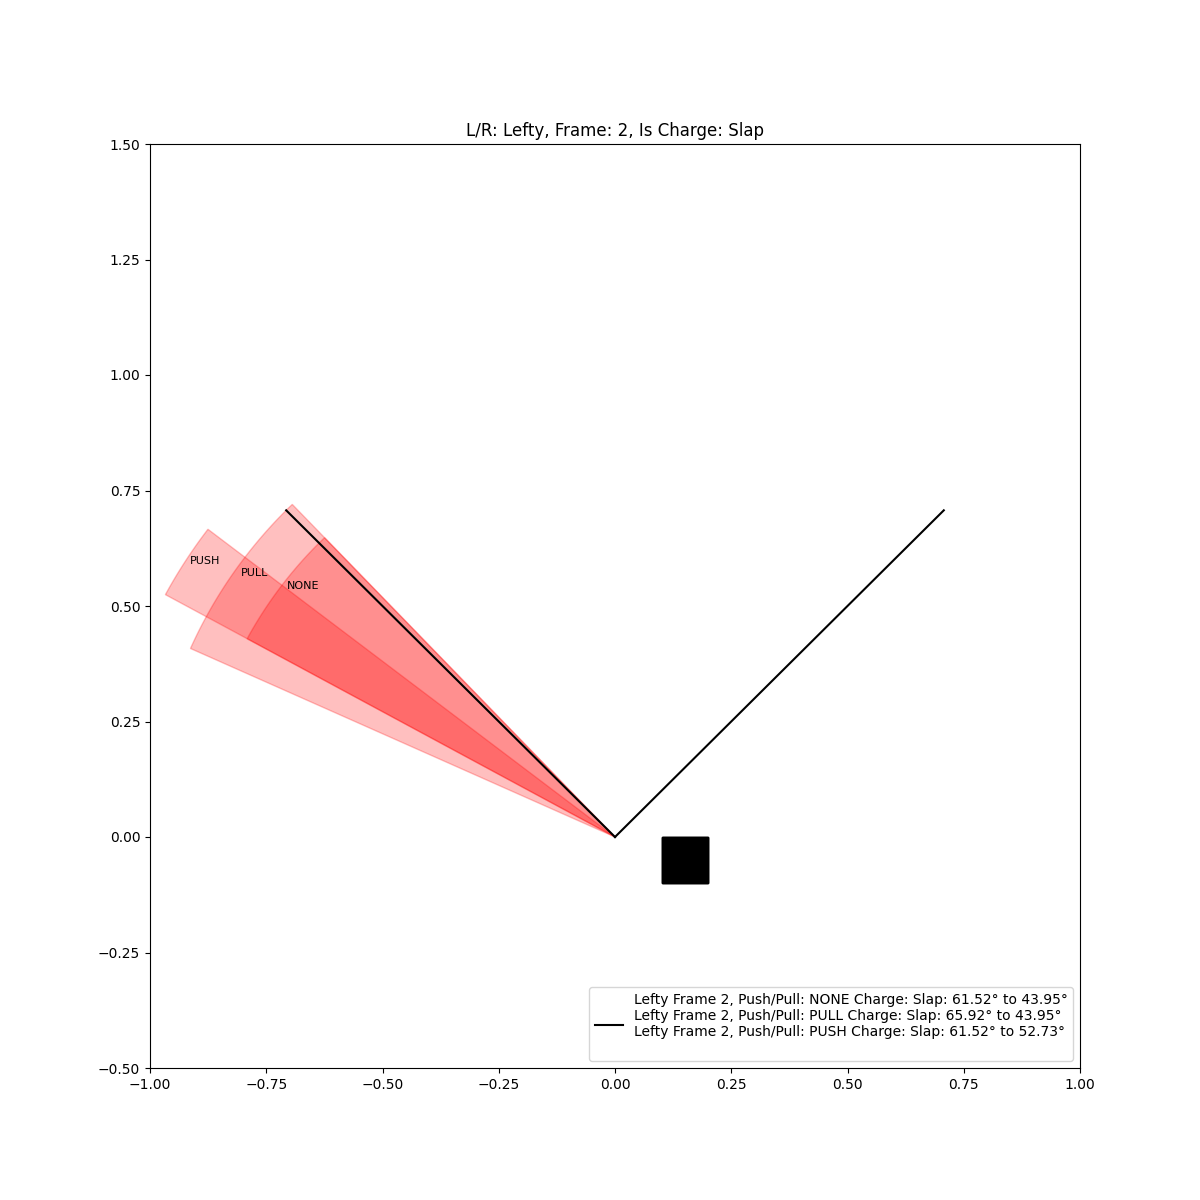 L/R: Lefty, Frame: 2, Is Charge: Slap
1.50
1.25
1.00
0.75
0.50
0.25
0.00
−0.25
−0.50
PUSH
PULL
NONE
Lefty Frame 2, Push/Pull: NONE Charge: Slap: 61.52° to 43.95°
Lefty Frame 2, Push/Pull: PULL Charge: Slap: 65.92° to 43.95°
Lefty Frame 2, Push/Pull: PUSH Charge: Slap: 61.52° to 52.73°
−1.00 −0.75 −0.50 −0.25 0.00 0.25 0.50 0.75 1.00